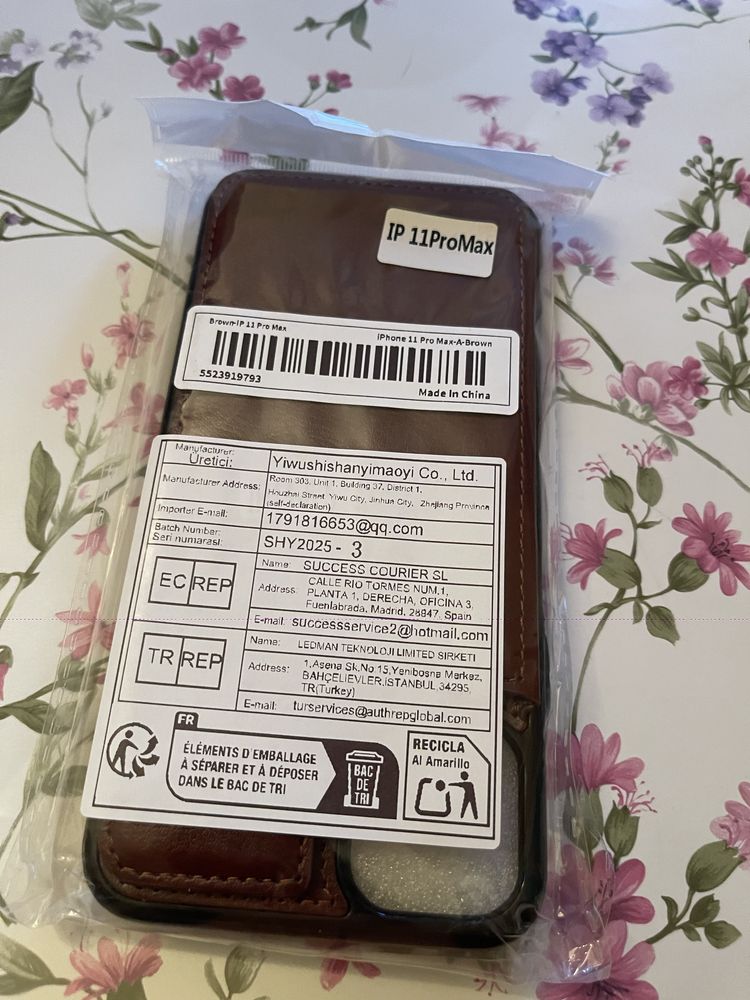 IP 11ProMax
Brown-IP 11 Pro Max
iPhone 11 Pro Max-A-Brown
5523919793
Made in China
Manufacturer:
Üretici:
Yiwushishanyimaoyi Co., Ltd.
Manufacturer Address:
Room 303, Unit 1, Building 37, District 1,
Houzhai Street, Yiwu City, Jinhua City, Zhejiang Province
(self-declaration)
Importer E-mail:
1791816653@qq.com
Batch Number:
Seri numarası:
SHY2025 - 3
EC REP
Name: SUCCESS COURIER SL
Address: CALLE RIO TORMES NUM.1,
PLANTA 1, DERECHA, OFICINA 3,
Fuenlabrada, Madrid, 28947, Spain
E-mail: successservice2@hotmail.com
TR REP
Name: LEDMAN TEKNOLOJI LIMITED SIRKETI
Address: 1,Asena Sk,No:15,Yenibosna Merkez,
BAHÇELIEVLER,İSTANBUL,34295,
TR(Turkey)
E-mail: turservices@authrepglobal.com
FR
ÉLÉMENTS D'EMBALLAGE
À SÉPARER ET À DÉPOSER
DANS LE BAC DE TRI
BAC
DE
TRI
RECICLA
Al Amarillo